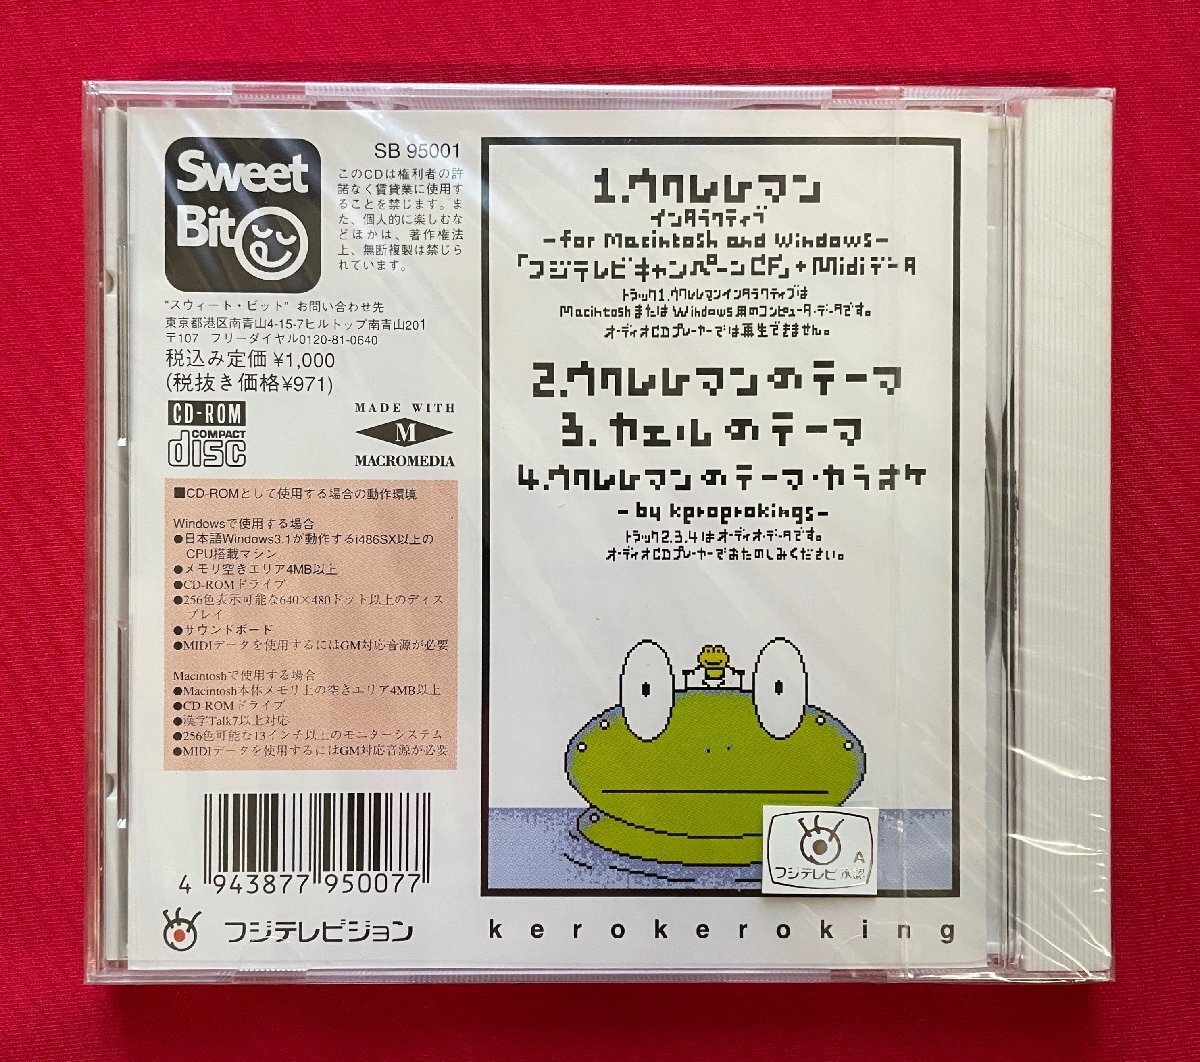 Sweet
Bit
SB 95001
このCDは権利者の許
諾なく賃貸業に使用す
ることを禁じます。ま
た、個人的に楽しむな
どほかは、著作権法
上、無断複製は禁じら
れています。
"スウィート・ビット" お問い合わせ先
東京都港区南青山4-15-7ヒルトップ南青山201
〒107 フリーダイヤル0120-81-0640
税込み定価 ¥1,000
(税抜き価格¥971)
CD-ROM
COMPACT
disc
MADE WITH
M
MACROMEDIA
■CD-ROMとして使用する場合の動作環境
Windowsで使用する場合
●日本語Windows3.1が動作するi486SX以上の
CPU搭載マシン
●メモリ空きエリア4MB以上
●CD-ROMドライブ
●256色表示可能な640×480ドット以上のディス
プレイ
●サウンドボード
●MIDIデータを使用するにはGM対応音源が必要
Macintoshで使用する場合
●Macintosh本体メモリ上の空きエリア4MB以上
●CD-ROMドライブ
●漢字Talk7以上対応
●256色可能な13インチ以上のモニターシステム
●MIDIデータを使用するにはGM対応音源が必要
4 943877 950077
フジテレビジョン
1.ウクレレマン
インタラクティブ
-for Macintosh and Windows-
「フジテレビキャンペーンCF」+Midiデータ
トラック1.ウクレレマンインタラクティブは
MacintoshまたはWindows用のコンピュータ・データです。
オーディオCDプレーヤーでは再生できません。
2.ウクレレマンのテーマ
3.カエルのテーマ
4.ウクレレマンのテーマ・カラオケ
-by kproprokings-
トラック2.3.4はオーディオ・データです。
オーディオCDプレーヤーでおたのしみください。
A
フジテレビ承認
kerokeroking